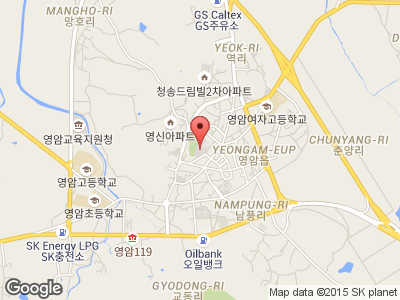 MANGHO-RI
망호리
GS Caltex
GS주유소
YEOK-RI
역리
청송드림빌2차아파트
영암여자고등학교
영신아파트
영암교육지원청
YEONGAM-EUP
영암읍
CHUNYANG-RI
춘양리
영암고등학교
NAMPUNG-RI
남풍리
영암초등학교
SK Energy LPG
SK충전소
영암119
Oilbank
오일뱅크
GYODONG-RI
교동리
Google
Map data ©2015 SK planet